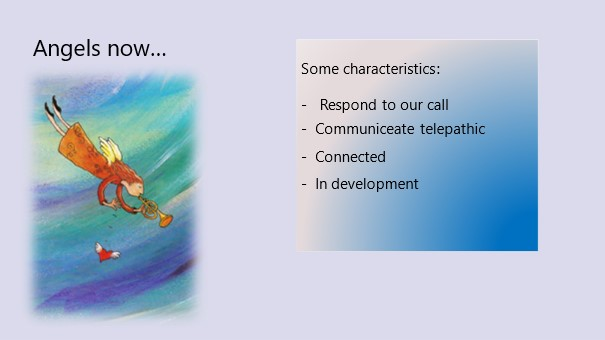 Angels now...
Some characteristics:
- Respond to our call
- Communiceate telepathic
- Connected
- In development